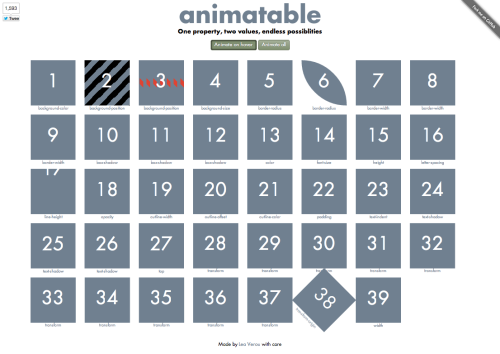 1,593
Tweet
animatable
One property, two values, endless possiblities
Animate on hover Animate all
1 2 3 4 5 6 7 8
background-color background-position background-position background-size border-radius border-radius border-width border-width
9 10 11 12 13 14 15 16
border-width box-shadow box-shadow box-shadow color font-size height letter-spacing
17 18 19 20 21 22 23 24
line-height opacity outline-width outline-offset outline-color padding text-indent text-shadow
25 26 27 28 29 30 31 32
text-shadow text-shadow top transform transform transform transform transform
33 34 35 36 37 38 39
transform transform transform transform transform width
Made by Lea Verou with care